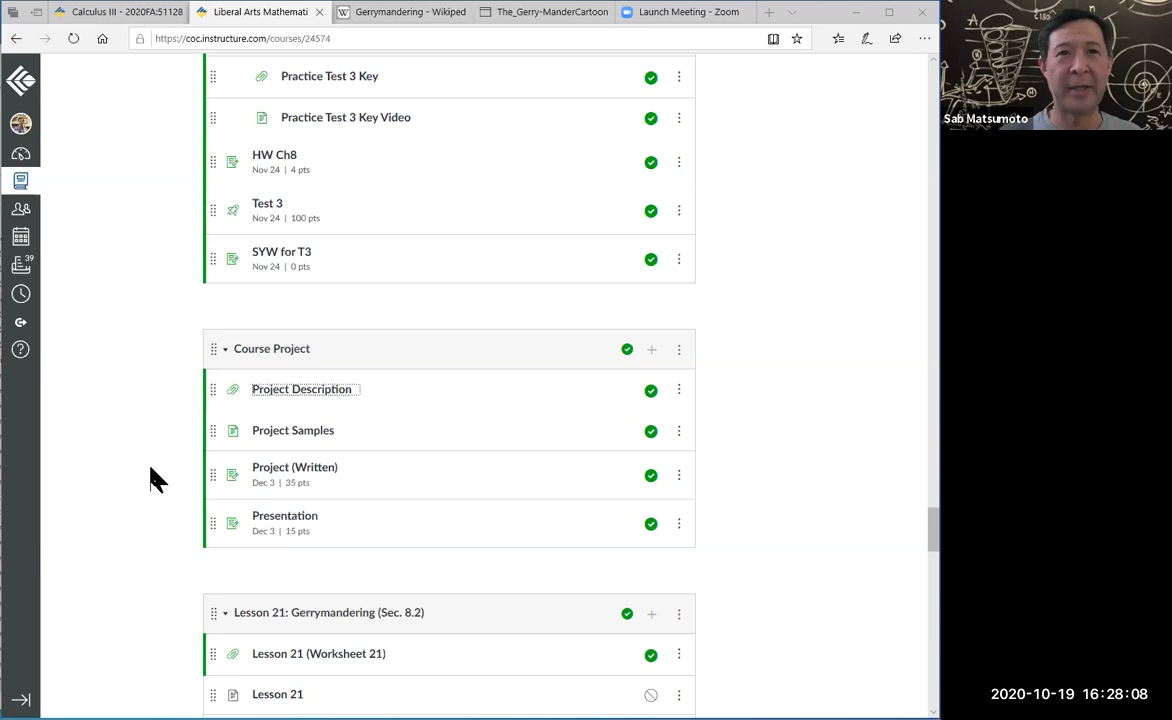 Calculus III - 2020FA:51128
Liberal Arts Mathemati
Gerrymandering - Wikiped
The_Gerry-ManderCartoon
Launch Meeting - Zoom
https://coc.instructure.com/courses/24574
Sab Matsumoto
Practice Test 3 Key
Practice Test 3 Key Video
HW Ch8
Nov 24 | 4 pts
Test 3
Nov 24 | 100 pts
SYW for T3
Nov 24 | 0 pts
39
Course Project
Project Description
Project Samples
Project (Written)
Dec 3 | 35 pts
Presentation
Dec 3 | 15 pts
Lesson 21: Gerrymandering (Sec. 8.2)
Lesson 21 (Worksheet 21)
Lesson 21
2020-10-19 16:28:08